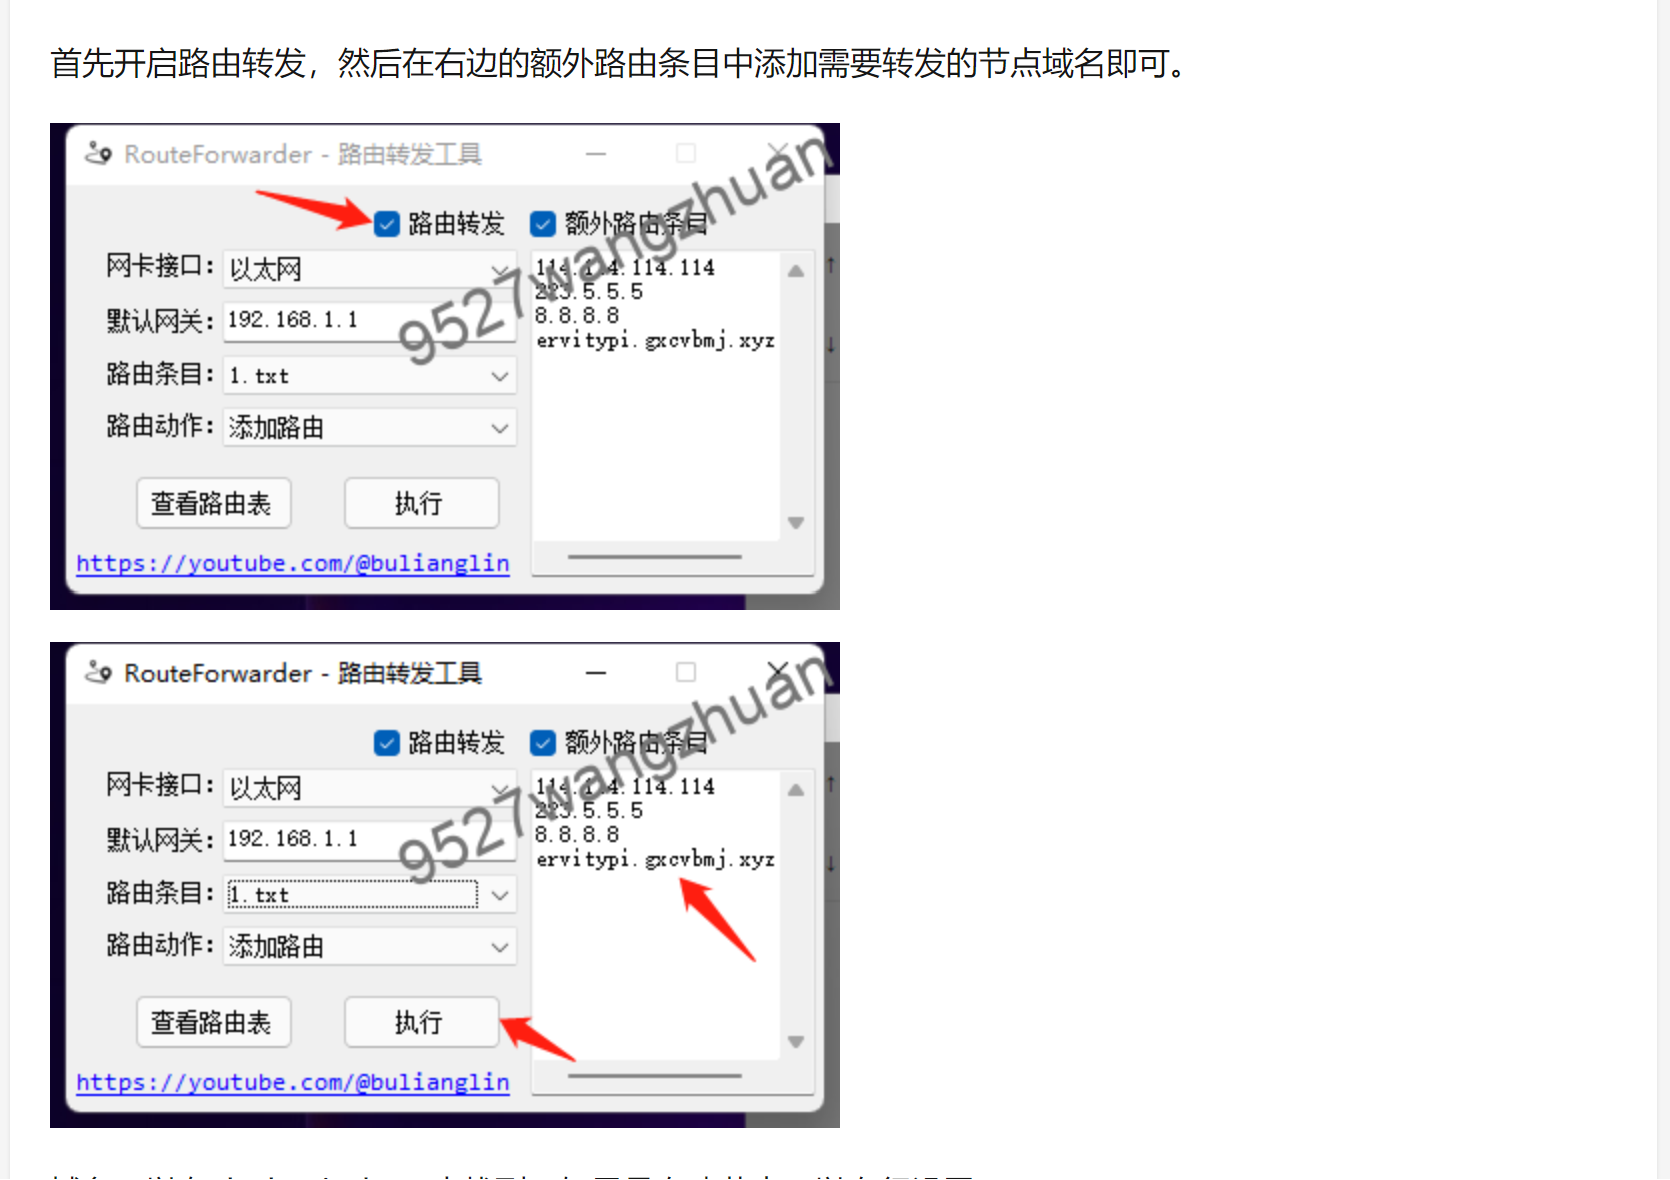 首先开启路由转发，然后在右边的额外路由条目中添加需要转发的节点域名即可。
RouteForwarder - 路由转发工具
路由转发 额外路由条目
网卡接口： 以太网
默认网关： 192.168.1.1
路由条目： 1.txt
路由动作： 添加路由
114.114.114.114
223.5.5.5
8.8.8.8
ervitypi.gxcvbmj.xyz
查看路由表 执行
https://youtube.com/@bulianglin
9527wangzhuan
RouteForwarder - 路由转发工具
路由转发 额外路由条目
网卡接口： 以太网
默认网关： 192.168.1.1
路由条目： 1.txt
路由动作： 添加路由
114.114.114.114
223.5.5.5
8.8.8.8
ervitypi.gxcvbmj.xyz
查看路由表 执行
https://youtube.com/@bulianglin
9527wangzhuan